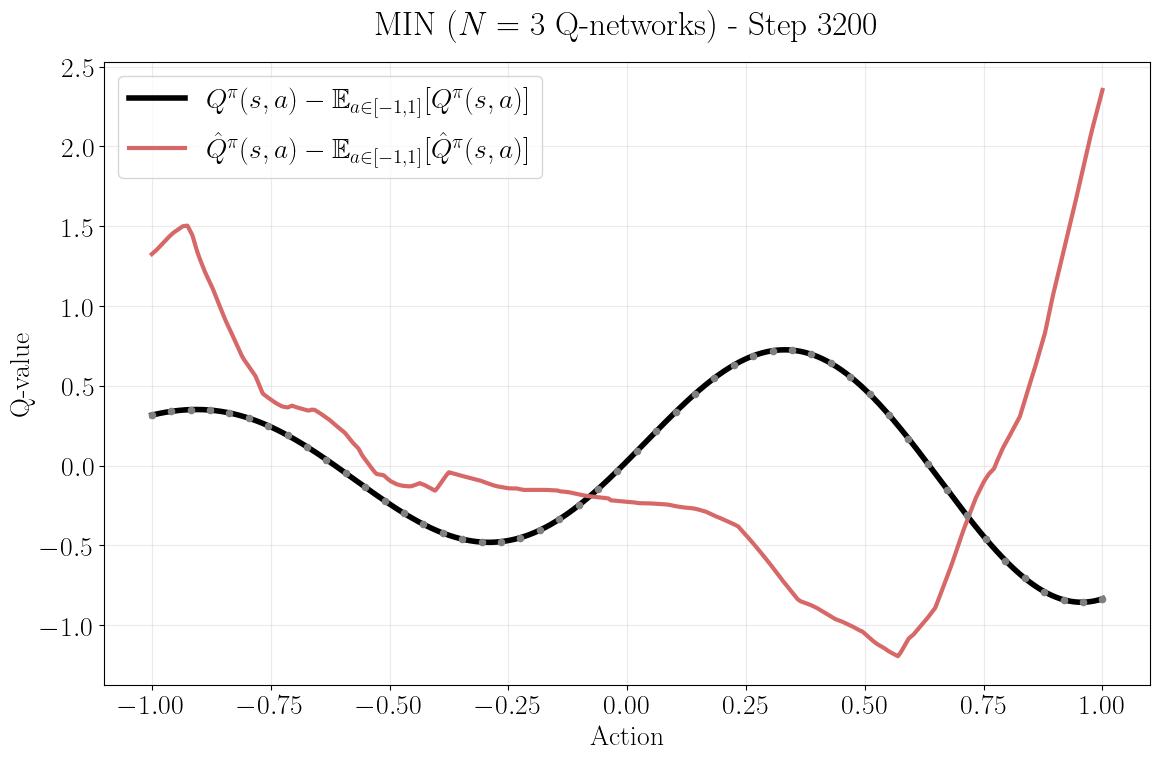 MIN (N = 3 Q-networks) - Step 3200
2.5
2.0
1.5
1.0
0.5
0.0
−0.5
−1.0
Q-value
Q^π(s, a) − 𝔼_{a∈[−1,1]}[Q^π(s, a)]
Q̂^π(s, a) − 𝔼_{a∈[−1,1]}[Q̂^π(s, a)]
−1.00 −0.75 −0.50 −0.25 0.00 0.25 0.50 0.75 1.00
Action